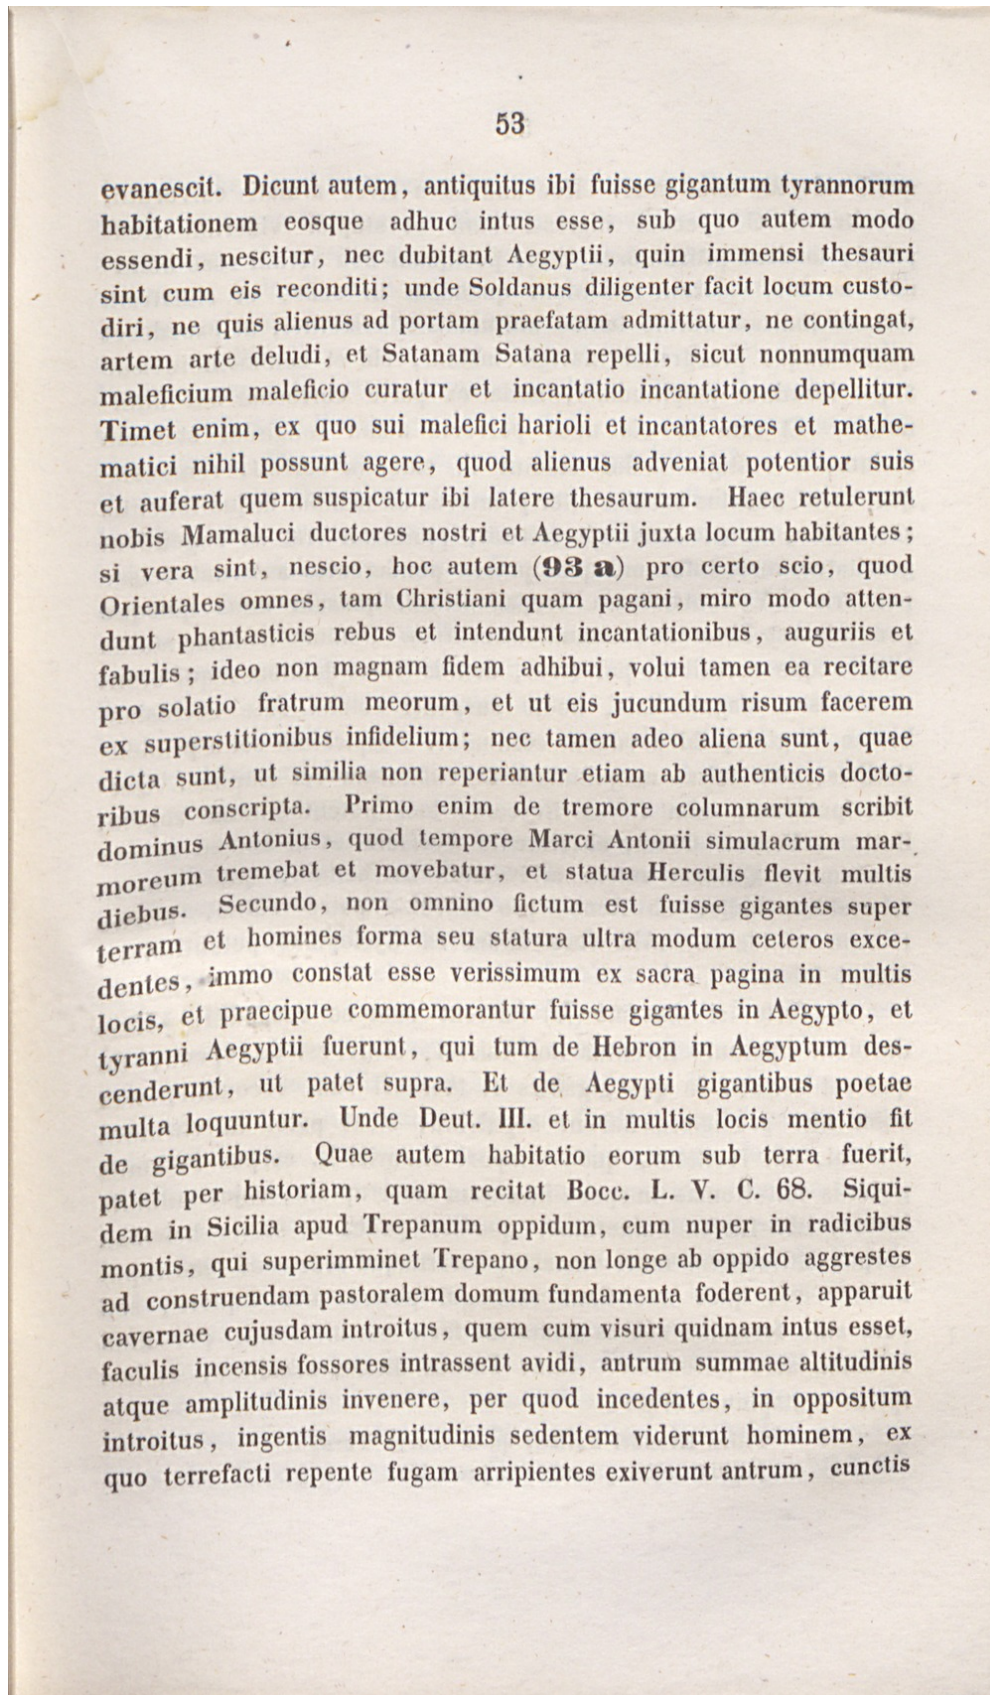 53
evanescit. Dicunt autem, antiquitus ibi fuisse gigantum tyrannorum
habitationem eosque adhuc intus esse, sub quo autem modo
essendi, nescitur, nec dubitant Aegyptii, quin immensi thesauri
sint cum eis reconditi; unde Soldanus diligenter facit locum custo-
diri, ne quis alienus ad portam praefatam admittatur, ne contingat,
artem arte deludi, et Satanam Satana repelli, sicut nonnumquam
maleficium maleficio curatur et incantatio incantatione depellitur.
Timet enim, ex quo sui malefici harioli et incantatores et mathe-
matici nihil possunt agere, quod alienus adveniat potentior suis
et auferat quem suspicatur ibi latere thesaurum. Haec retulerunt
nobis Mamaluci ductores nostri et Aegyptii juxta locum habitantes;
si vera sint, nescio, hoc autem (93 a) pro certo scio, quod
Orientales omnes, tam Christiani quam pagani, miro modo atten-
dunt phantasticis rebus et intendunt incantationibus, auguriis et
fabulis; ideo non magnam fidem adhibui, volui tamen ea recitare
pro solatio fratrum meorum, et ut eis jucundum risum facerem
ex superstitionibus infidelium; nec tamen adeo aliena sunt, quae
dicta sunt, ut similia non reperiantur etiam ab authenticis docto-
ribus conscripta. Primo enim de tremore columnarum scribit
dominus Antonius, quod tempore Marci Antonii simulacrum mar-
moreum tremebat et movebatur, et statua Herculis flevit multis
diebus. Secundo, non omnino fictum est fuisse gigantes super
terram et homines forma seu statura ultra modum ceteros exce-
dentes, immo constat esse verissimum ex sacra pagina in multis
locis, et praecipue commemorantur fuisse gigantes in Aegypto, et
tyranni Aegyptii fuerunt, qui tum de Hebron in Aegyptum des-
cenderunt, ut patet supra. Et de Aegypti gigantibus poetae
multa loquuntur. Unde Deut. III. et in multis locis mentio fit
de gigantibus. Quae autem habitatio eorum sub terra fuerit,
patet per historiam, quam recitat Bocc. L. V. C. 68. Siqui-
dem in Sicilia apud Trepanum oppidum, cum nuper in radicibus
montis, qui superimminet Trepano, non longe ab oppido aggrestes
ad construendam pastoralem domum fundamenta foderent, apparuit
cavernae cujusdam introitus, quem cum visuri quidnam intus esset,
faculis incensis fossores intrassent avidi, antrum summae altitudinis
atque amplitudinis invenere, per quod incedentes, in oppositum
introitus, ingentis magnitudinis sedentem viderunt hominem, ex
quo terrefacti repente fugam arripientes exiverunt antrum, cunctis